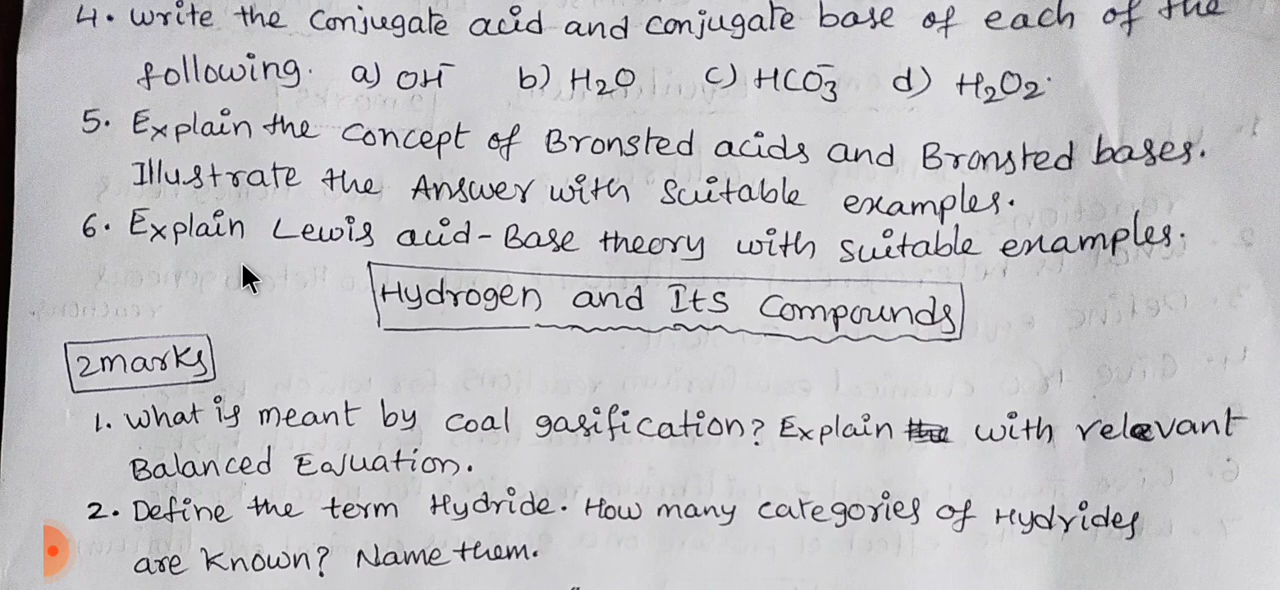 4. write the conjugate acid and conjugate base of each of the
following. a) OH⁻ b) H₂O c) HCO₃⁻ d) H₂O₂.
5. Explain the concept of Bronsted acids and Bronsted bases.
Illustrate the Answer with Scuitable examples.
6. Explain Lewis acid-Base theory with suitable examples.
Hydrogen and Its Compounds
2marks
1. What is meant by coal gasification? Explain with relevant
Balanced Eauation.
2. Define the term Hydride. How many categories of Hydrides
are known? Name them.